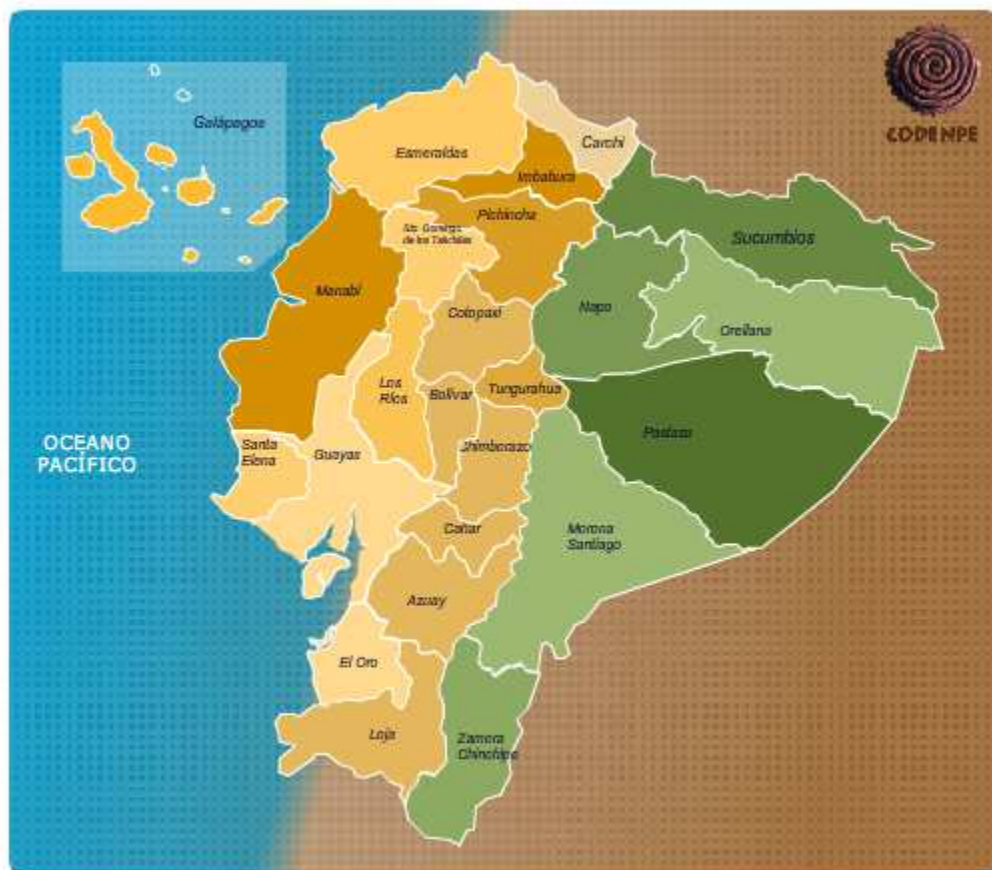 Galápagos
CODENPE
Carchi
Esmeraldas
Imbabura
Pichincha
Sto. Domingo
de los Tsáchilas
Sucumbíos
Manabí
Cotopaxi
Napo
Orellana
Los
Ríos
Bolívar
Tungurahua
OCEANO
PACÍFICO
Santa
Elena
Guayas
Chimborazo
Pastaza
Cañar
Morona
Santiago
Azuay
El Oro
Loja
Zamora
Chinchipe